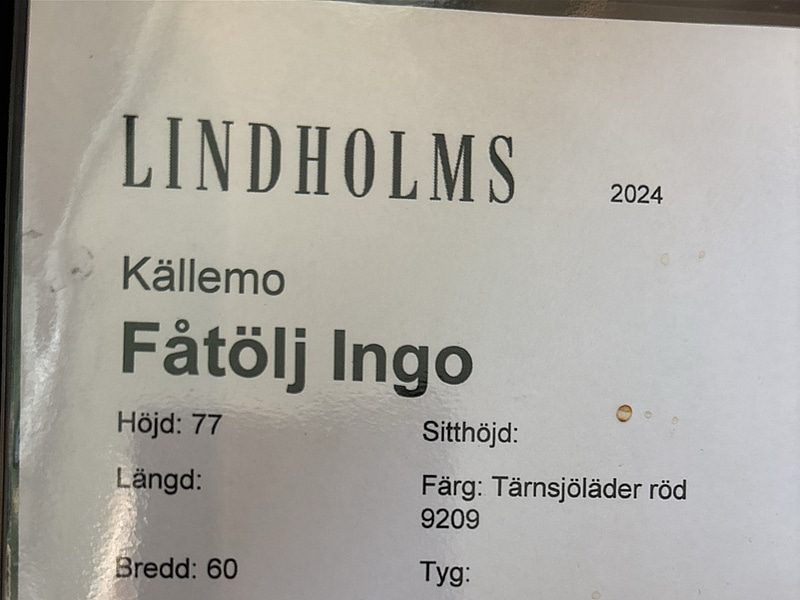 LINDHOLMS 2024
Källemo
Fåtölj Ingo
Höjd: 77 Sitthöjd:
Längd: Färg: Tärnsjöläder röd
9209
Bredd: 60 Tyg: